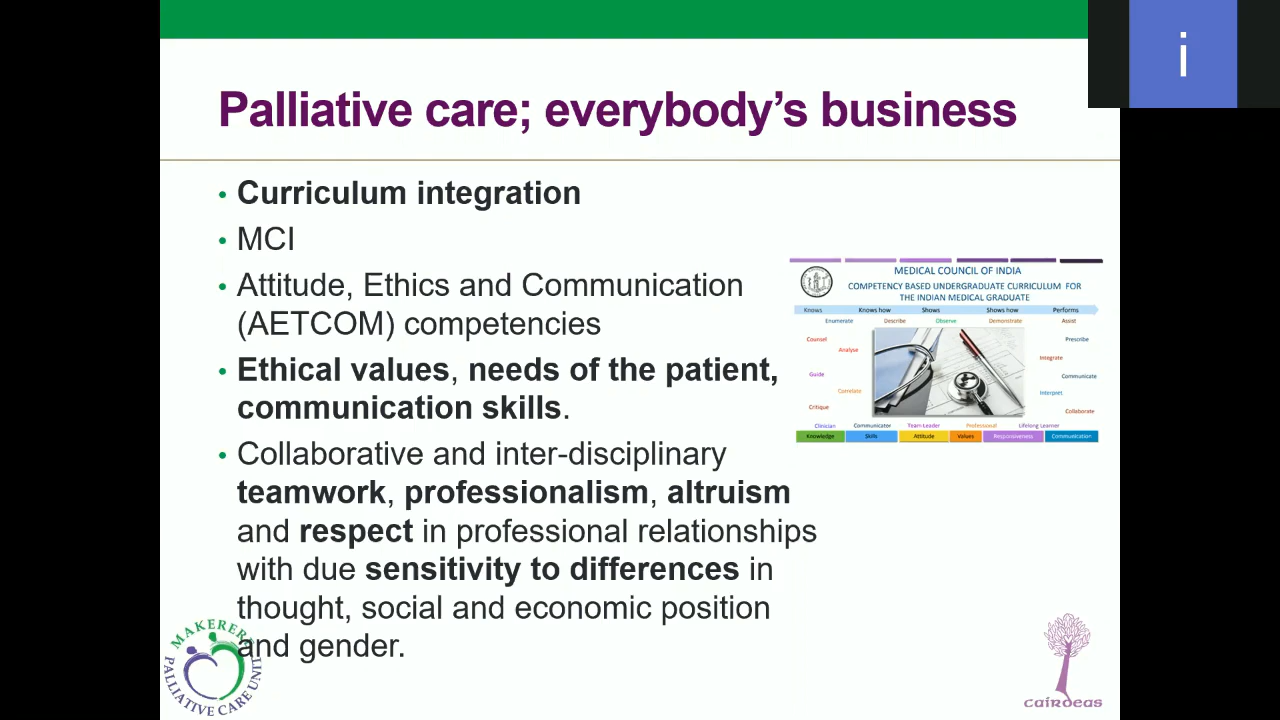 i
Palliative care; everybody’s business
• Curriculum integration
• MCI
• Attitude, Ethics and Communication
(AETCOM) competencies
• Ethical values, needs of the patient,
communication skills.
• Collaborative and inter-disciplinary
teamwork, professionalism, altruism
and respect in professional relationships
with due sensitivity to differences in
thought, social and economic position
and gender.
MEDICAL COUNCIL OF INDIA
COMPETENCY BASED UNDERGRADUATE CURRICULUM FOR
THE INDIAN MEDICAL GRADUATE
Knows Knows how Shows Shows how Performs
Enumerate Describe Observe Demonstrate Assist
Counsel Prescribe
Analyse Integrate
Guide Communicate
Correlate Interpret
Critique Collaborate
Clinician Communicator Team Leader Professional Lifelong Learner
Knowledge Skills Attitude Values Responsiveness Communication
MAKERERE
PALLIATIVE CARE UNIT
cairdeas